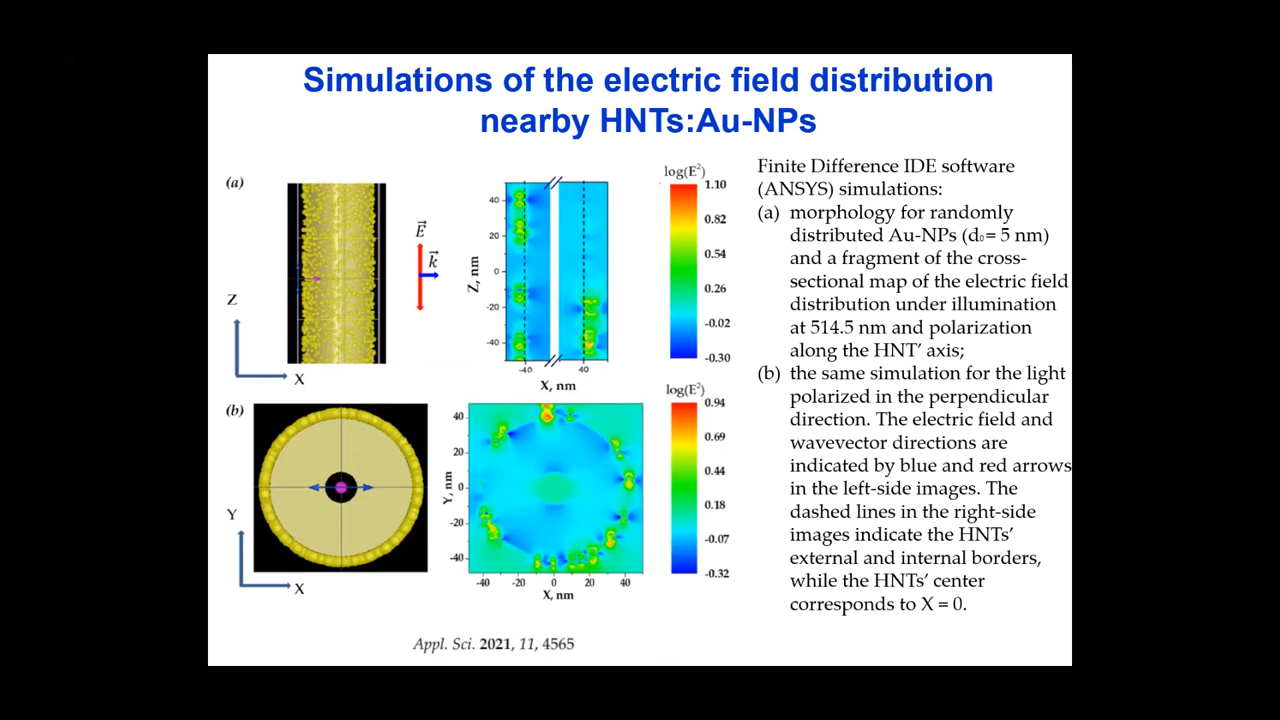 Simulations of the electric field distribution
nearby HNTs:Au-NPs
(a)
Z
X
E⃗
k⃗
Z, nm
40
20
0
-20
-40
-40
40
X, nm
log(E²)
1.10
0.82
0.54
0.26
-0.02
-0.30
(b)
Y
X
Y, nm
40
20
0
-20
-40
-40 -20 0 20 40
X, nm
log(E²)
0.94
0.69
0.44
0.18
-0.07
-0.32
Finite Difference IDE software
(ANSYS) simulations:
(a) morphology for randomly
distributed Au-NPs (d₀= 5 nm)
and a fragment of the cross-
sectional map of the electric field
distribution under illumination
at 514.5 nm and polarization
along the HNT’ axis;
(b) the same simulation for the light
polarized in the perpendicular
direction. The electric field and
wavevector directions are
indicated by blue and red arrows
in the left-side images. The
dashed lines in the right-side
images indicate the HNTs’
external and internal borders,
while the HNTs’ center
corresponds to X = 0.
Appl. Sci. 2021, 11, 4565